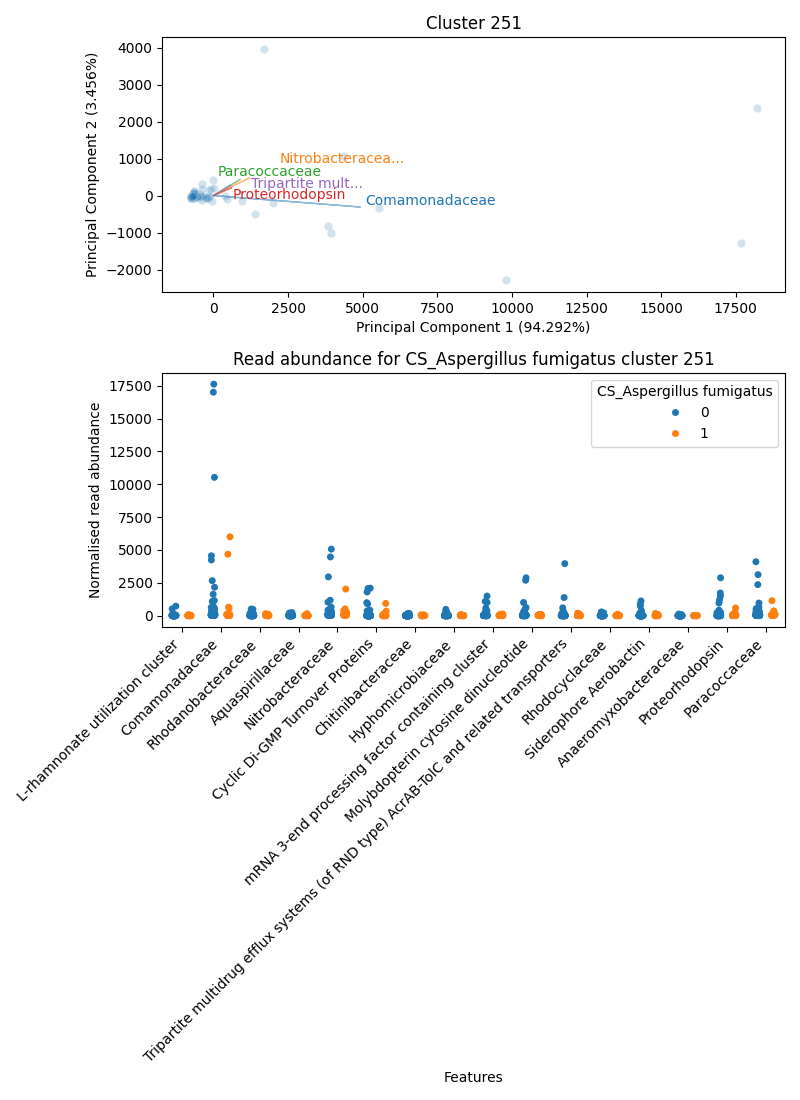 Cluster 251
Principal Component 2 (3.456%)
4000
3000
2000
1000
0
−1000
−2000
Nitrobacteracea...
Paracoccaceae
Tripartite mult...
Proteorhodopsin
Comamonadaceae
0
2500
5000
7500
10000
12500
15000
17500
Principal Component 1 (94.292%)
Read abundance for CS_Aspergillus fumigatus cluster 251
Normalised read abundance
17500
15000
12500
10000
7500
5000
2500
0
CS_Aspergillus fumigatus
0
1
L-rhamnonate utilization cluster
Comamonadaceae
Rhodanobacteraceae
Aquaspirillaceae
Nitrobacteraceae
Cyclic Di-GMP Turnover Proteins
Chitinibacteraceae
Hyphomicrobiaceae
mRNA 3-end processing factor containing cluster
Molybdopterin cytosine dinucleotide
Tripartite multidrug efflux systems (of RND type) AcrAB-TolC and related transporters
Rhodocyclaceae
Siderophore Aerobactin
Anaeromyxobacteraceae
Proteorhodopsin
Paracoccaceae
Features